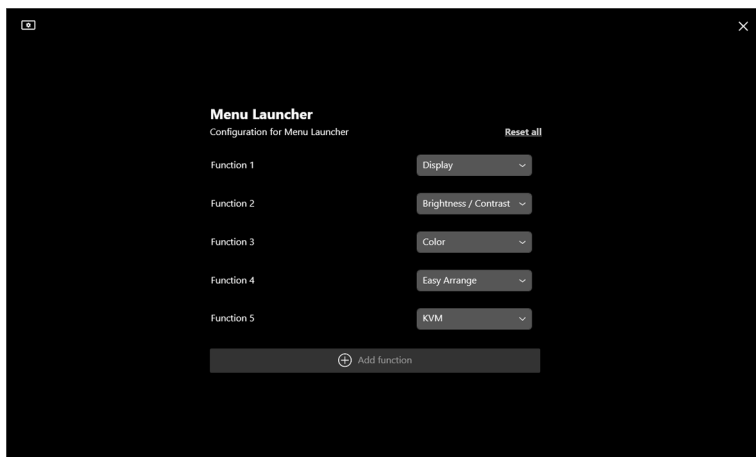 Menu Launcher
Configuration for Menu Launcher Reset all
Function 1 Display
Function 2 Brightness / Contrast
Function 3 Color
Function 4 Easy Arrange
Function 5 KVM
Add function